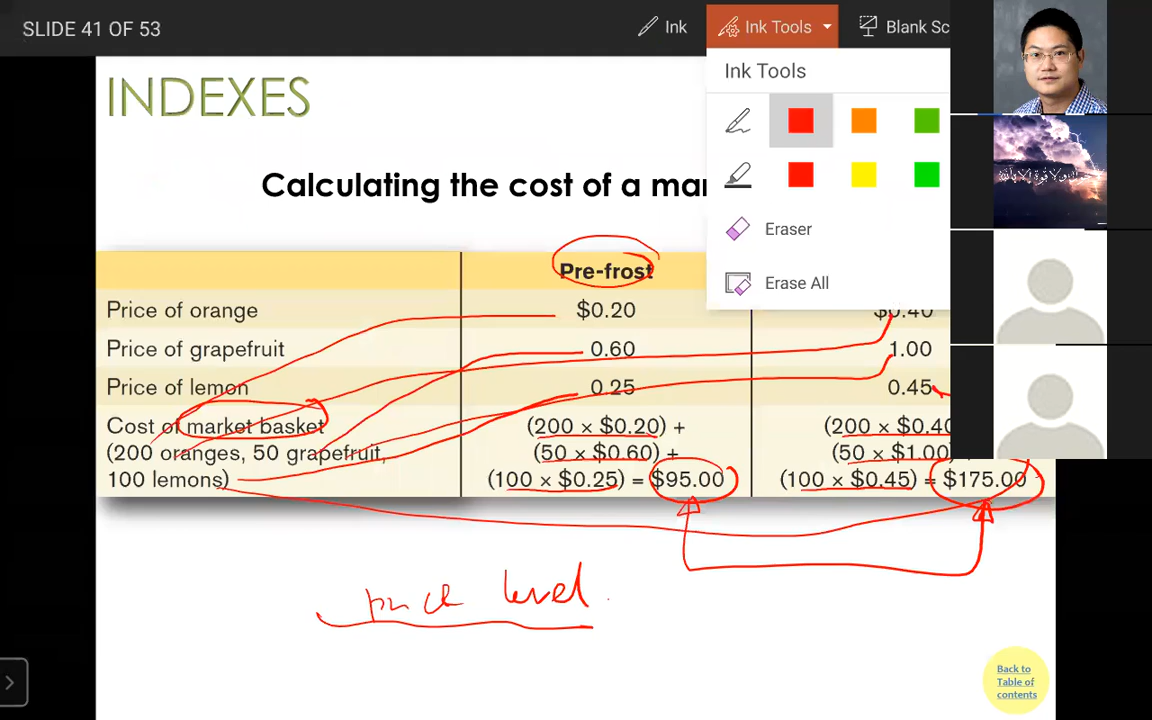 SLIDE 41 OF 53
Ink
Ink Tools
Blank Sc
Ink Tools
INDEXES
Calculating the cost of a mar
Eraser
Pre-frost
Erase All
Price of orange $0.20 $0.40
Price of grapefruit 0.60 1.00
Price of lemon 0.25 0.45
Cost of market basket (200 × $0.20) + (200 × $0.40
(200 oranges, 50 grapefruit, (50 × $0.60) + (50 × $1.00)
100 lemons) (100 × $0.25) = $95.00 (100 × $0.45) = $175.00
price level
Back to
Table of
contents